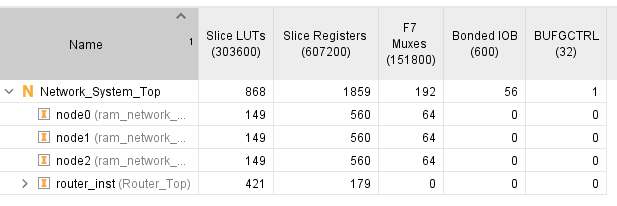 Name 1 Slice LUTs (303600) Slice Registers (607200) F7 Muxes (151800) Bonded IOB (600) BUFGCTRL (32)
N Network_System_Top 868 1859 192 56 1
I node0 (ram_network_... 149 560 64 0 0
I node1 (ram_network_... 149 560 64 0 0
I node2 (ram_network_... 149 560 64 0 0
I router_inst (Router_Top) 421 179 0 0 0